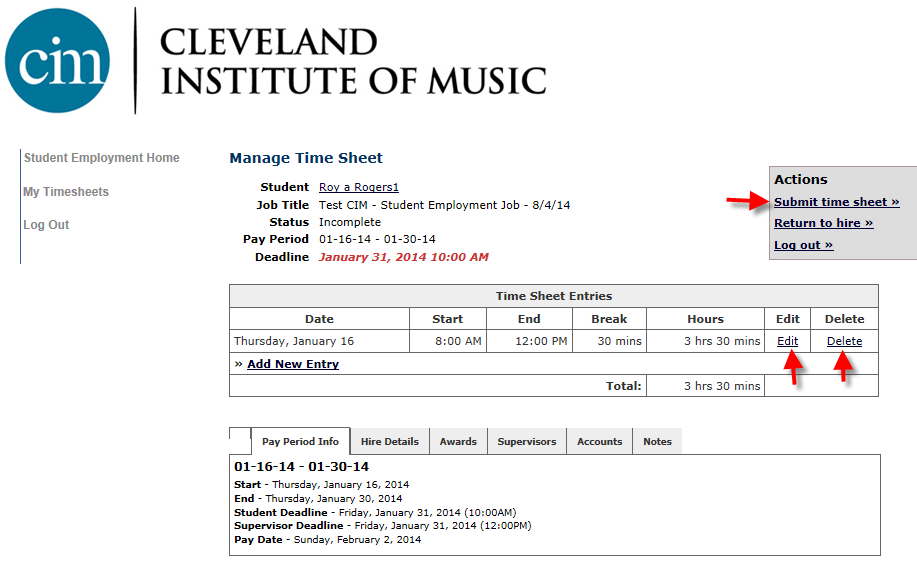 cim
CLEVELAND
INSTITUTE OF MUSIC
Student Employment Home
My Timesheets
Log Out
Manage Time Sheet
Student Roy a Rogers1
Job Title Test CIM - Student Employment Job - 8/4/14
Status Incomplete
Pay Period 01-16-14 - 01-30-14
Deadline January 31, 2014 10:00 AM
Actions
Submit time sheet »
Return to hire »
Log out »
Time Sheet Entries
Date Start End Break Hours Edit Delete
Thursday, January 16 8:00 AM 12:00 PM 30 mins 3 hrs 30 mins Edit Delete
» Add New Entry
Total: 3 hrs 30 mins
Pay Period Info Hire Details Awards Supervisors Accounts Notes
01-16-14 - 01-30-14
Start - Thursday, January 16, 2014
End - Thursday, January 30, 2014
Student Deadline - Friday, January 31, 2014 (10:00AM)
Supervisor Deadline - Friday, January 31, 2014 (12:00PM)
Pay Date - Sunday, February 2, 2014